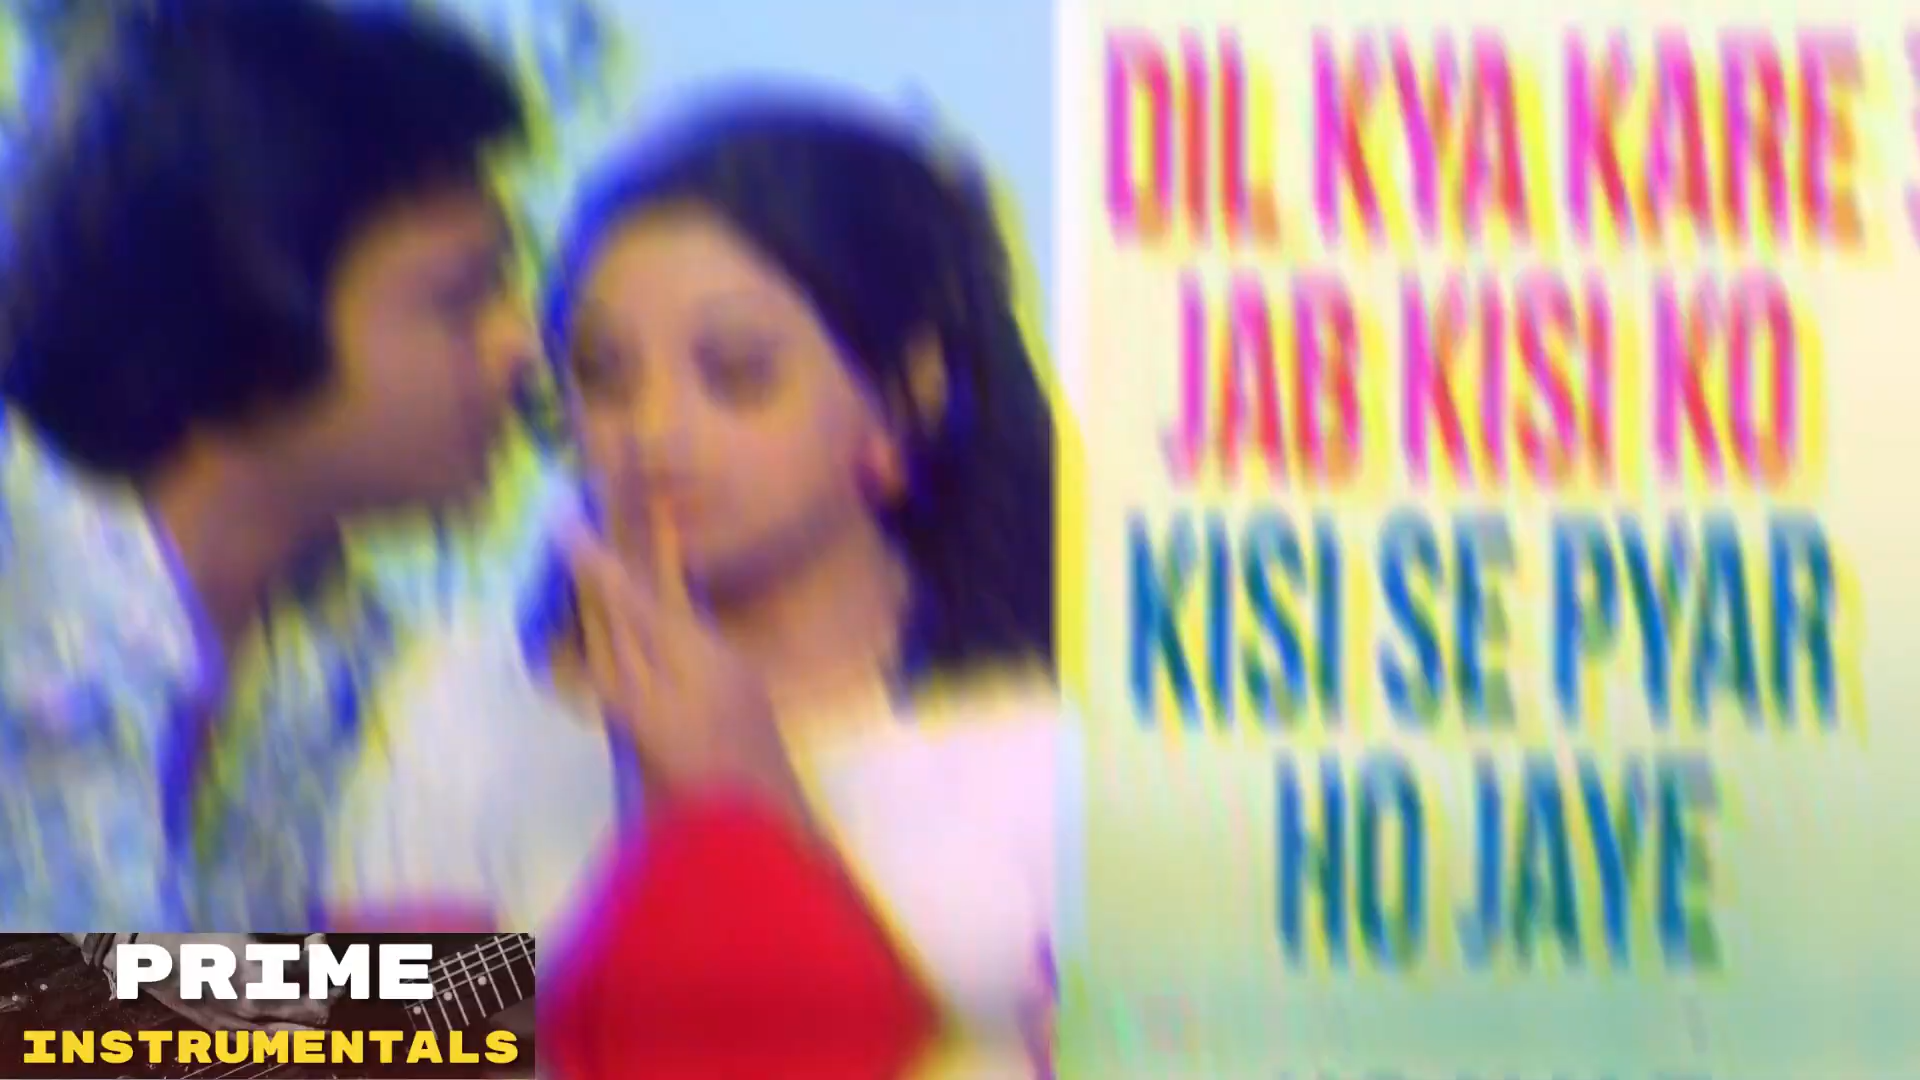 DIL KYA KARE
JAB KISI KO
KISI SE PYAR
HO JAYE
PRIME
INSTRUMENTALS